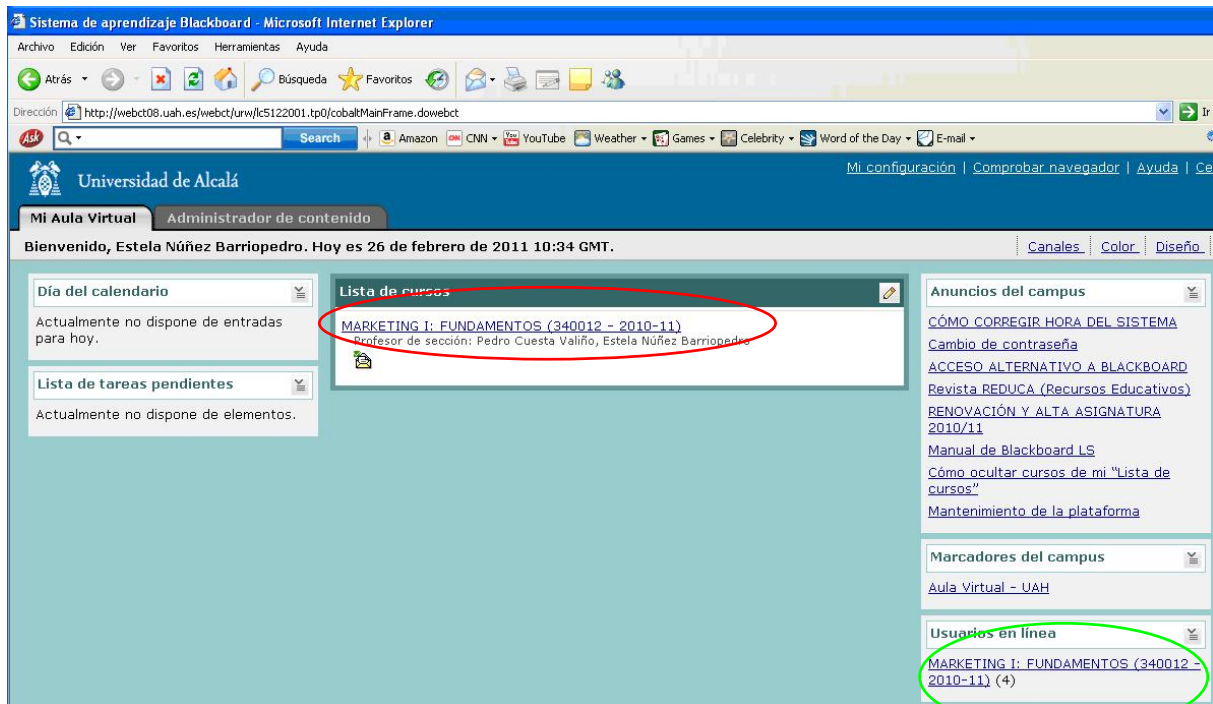 Sistema de aprendizaje Blackboard - Microsoft Internet Explorer
Archivo Edición Ver Favoritos Herramientas Ayuda
Atrás Búsqueda Favoritos
Dirección http://webct08.uah.es/webct/urw/lc5122001.tp0/cobaltMainFrame.dowebct Ir
Ask Search Amazon CNN YouTube Weather Games Celebrity Word of the Day E-mail
Universidad de Alcalá
Mi configuración | Comprobar navegador | Ayuda | Ce
Mi Aula Virtual Administrador de contenido
Bienvenido, Estela Núñez Barriopedro. Hoy es 26 de febrero de 2011 10:34 GMT.
Canales Color Diseño
Día del calendario
Actualmente no dispone de entradas
para hoy.
Lista de tareas pendientes
Actualmente no dispone de elementos.
Lista de cursos
MARKETING I: FUNDAMENTOS (340012 - 2010-11)
Profesor de sección: Pedro Cuesta Valiño, Estela Núñez Barriopedro
Anuncios del campus
CÓMO CORREGIR HORA DEL SISTEMA
Cambio de contraseña
ACCESO ALTERNATIVO A BLACKBOARD
Revista REDUCA (Recursos Educativos)
RENOVACIÓN Y ALTA ASIGNATURA
2010/11
Manual de Blackboard LS
Cómo ocultar cursos de mi "Lista de
cursos"
Mantenimiento de la plataforma
Marcadores del campus
Aula Virtual - UAH
Usuarios en línea
MARKETING I: FUNDAMENTOS (340012 -
2010-11) (4)